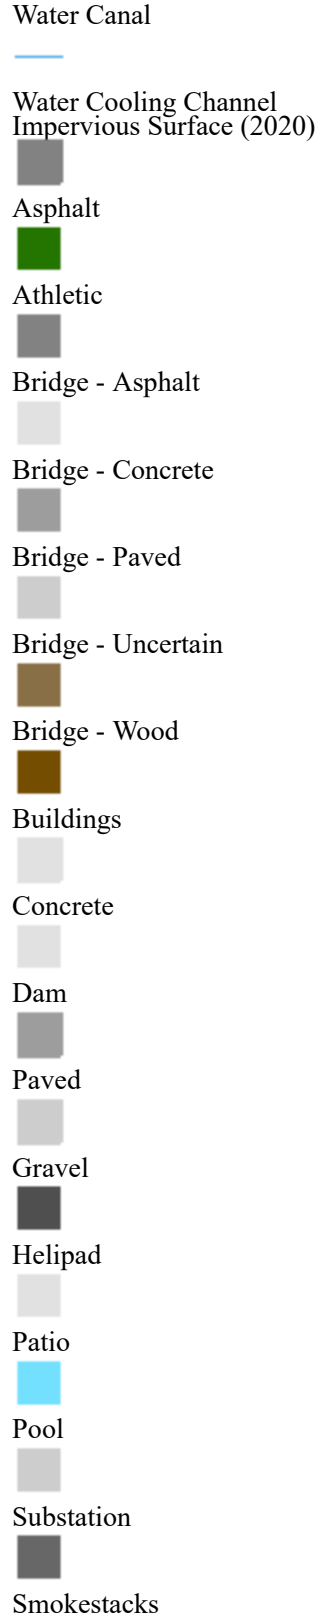 Water Canal
Water Cooling Channel
Impervious Surface (2020)
Asphalt
Athletic
Bridge - Asphalt
Bridge - Concrete
Bridge - Paved
Bridge - Uncertain
Bridge - Wood
Buildings
Concrete
Dam
Paved
Gravel
Helipad
Patio
Pool
Substation
Smokestacks